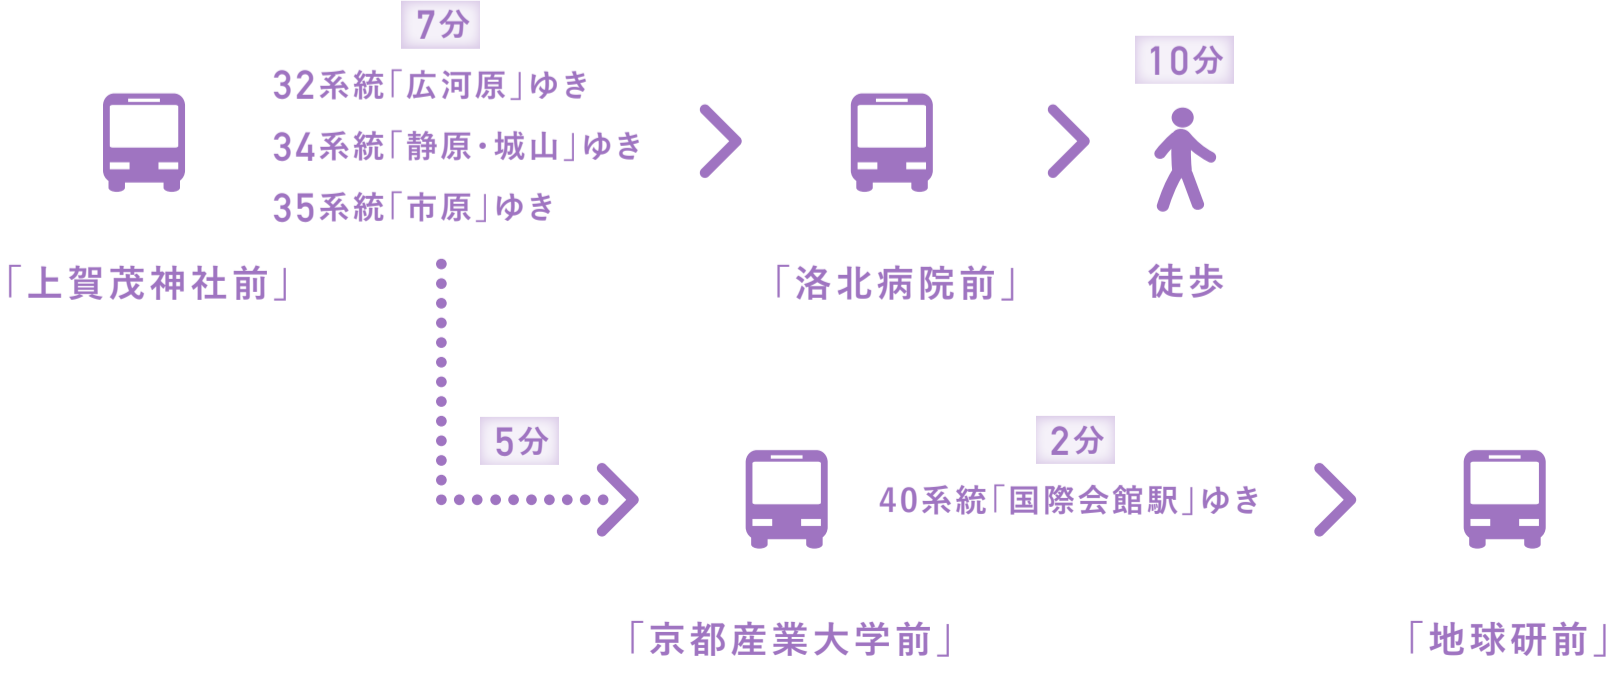 7分
32系統「広河原」ゆき
34系統「静原・城山」ゆき
35系統「市原」ゆき
10分
「上賀茂神社前」
「洛北病院前」
徒歩
5分
2分
40系統「国際会館駅」ゆき
「京都産業大学前」
「地球研前」